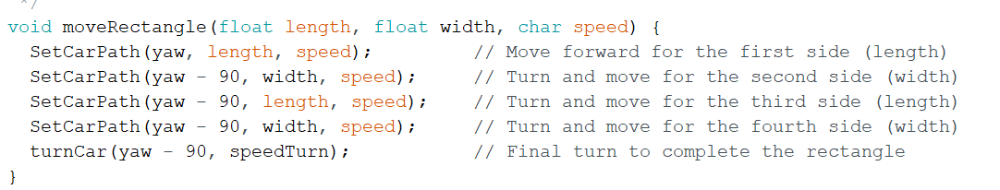 */
void moveRectangle(float length, float width, char speed) {
  SetCarPath(yaw, length, speed);         // Move forward for the first side (length)
  SetCarPath(yaw - 90, width, speed);     // Turn and move for the second side (width)
  SetCarPath(yaw - 90, length, speed);    // Turn and move for the third side (length)
  SetCarPath(yaw - 90, width, speed);     // Turn and move for the fourth side (width)
  turnCar(yaw - 90, speedTurn);           // Final turn to complete the rectangle
}